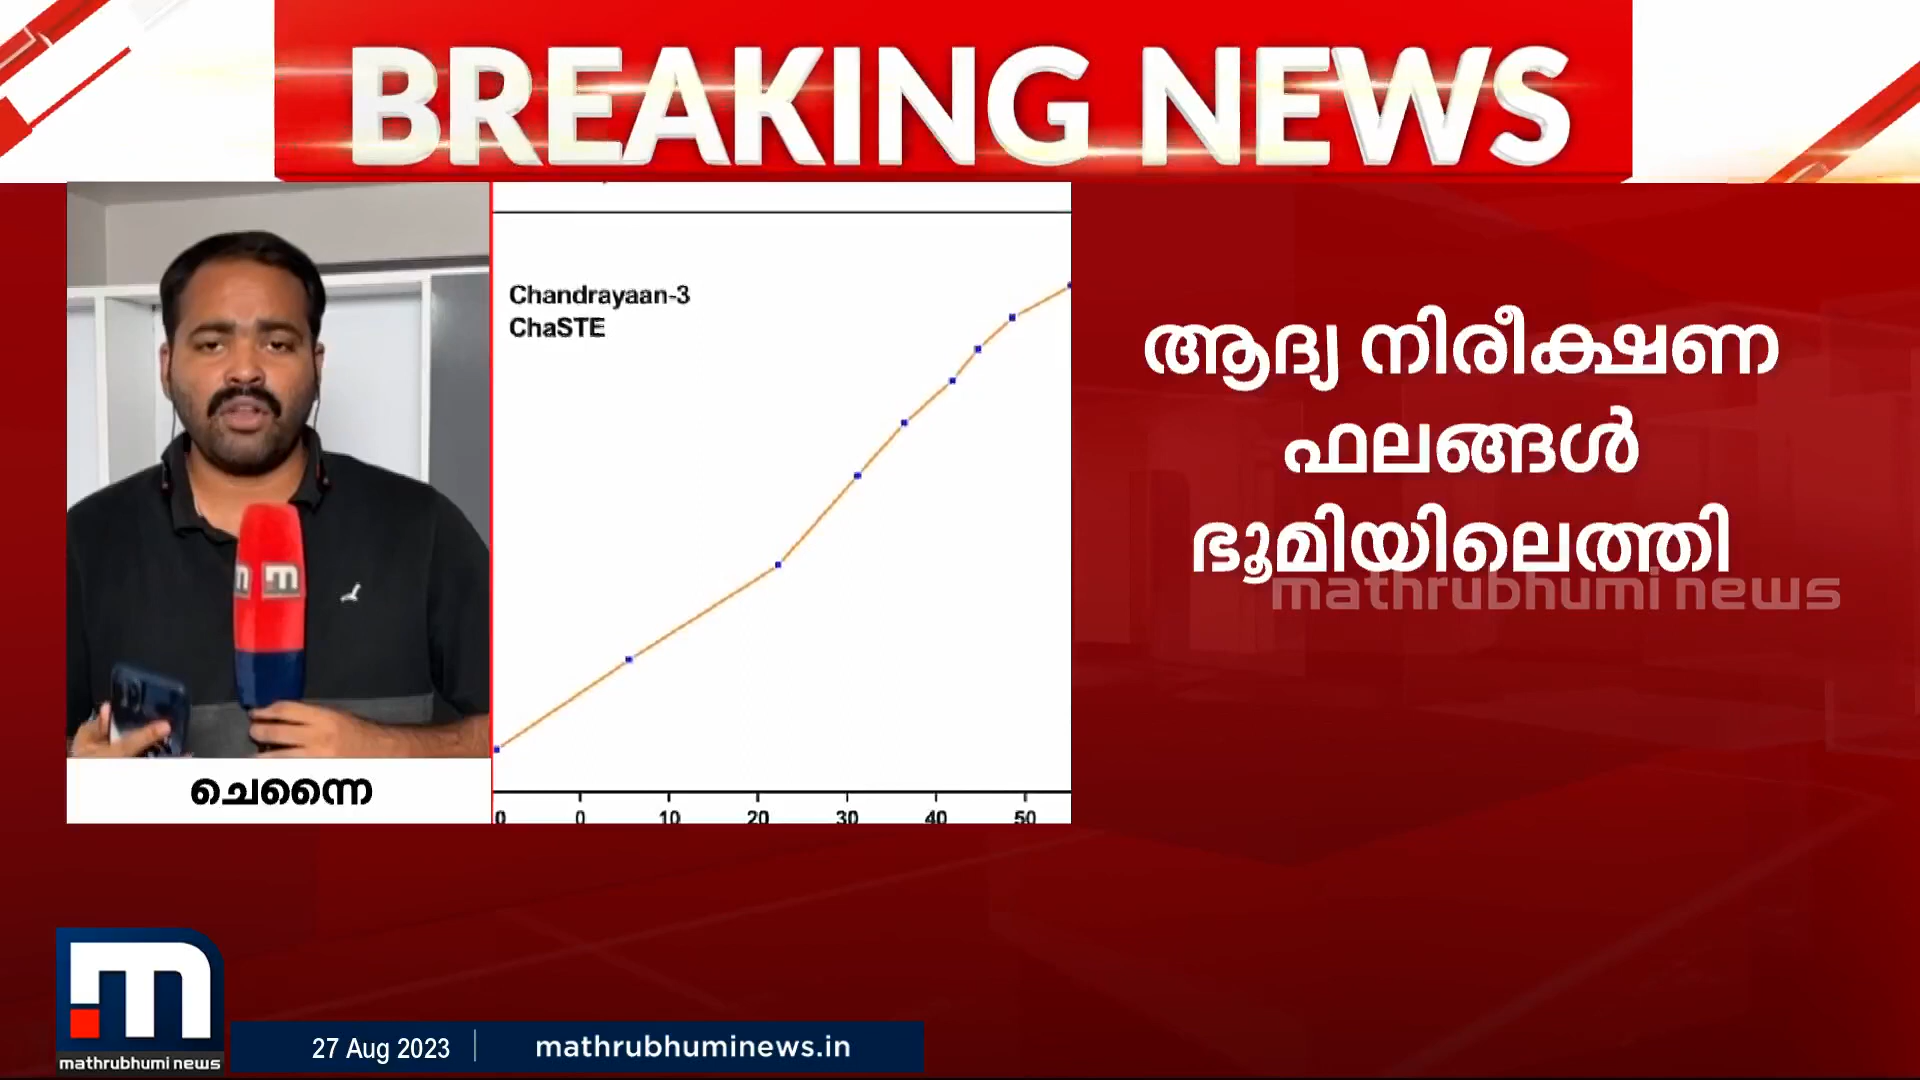 BREAKING NEWS
Chandrayaan-3
ChaSTE
0 0 10 20 30 40 50
ആദ്യ നിരീക്ഷണ
ഫലങ്ങൾ
ഭൂമിയിലെത്തി
mathrubhumi news
ചെന്നൈ
mathrubhumi news
27 Aug 2023
mathrubhuminews.in